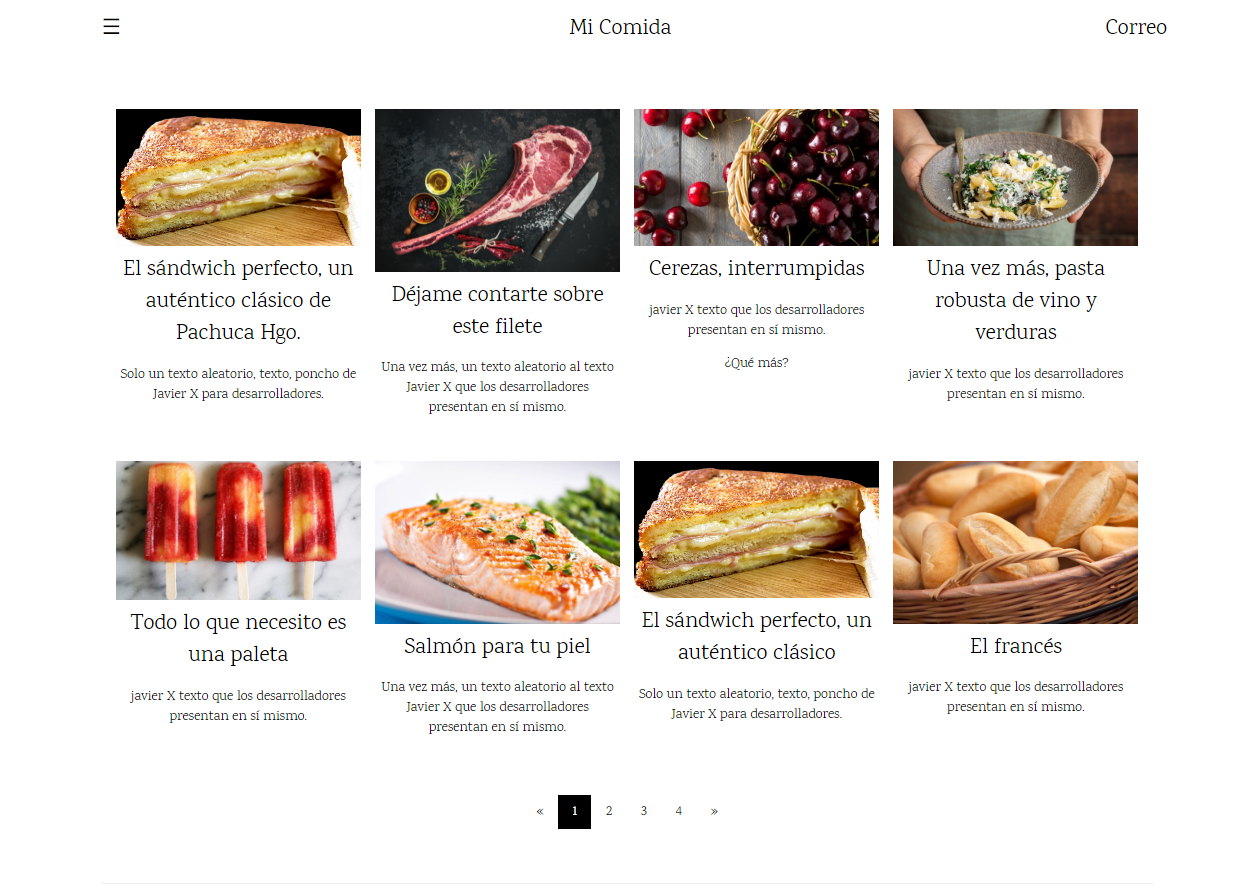 ☰ Mi Comida Correo
El sándwich perfecto, un
auténtico clásico de
Pachuca Hgo.
Solo un texto aleatorio, texto, poncho de
Javier X para desarrolladores.
Déjame contarte sobre
este filete
Una vez más, un texto aleatorio al texto
Javier X que los desarrolladores
presentan en sí mismo.
Cerezas, interrumpidas
javier X texto que los desarrolladores
presentan en sí mismo.
¿Qué más?
Una vez más, pasta
robusta de vino y
verduras
javier X texto que los desarrolladores
presentan en sí mismo.
Todo lo que necesito es
una paleta
javier X texto que los desarrolladores
presentan en sí mismo.
Salmón para tu piel
Una vez más, un texto aleatorio al texto
Javier X que los desarrolladores
presentan en sí mismo.
El sándwich perfecto, un
auténtico clásico
Solo un texto aleatorio, texto, poncho de
Javier X para desarrolladores.
El francés
javier X texto que los desarrolladores
presentan en sí mismo.
« 1 2 3 4 »